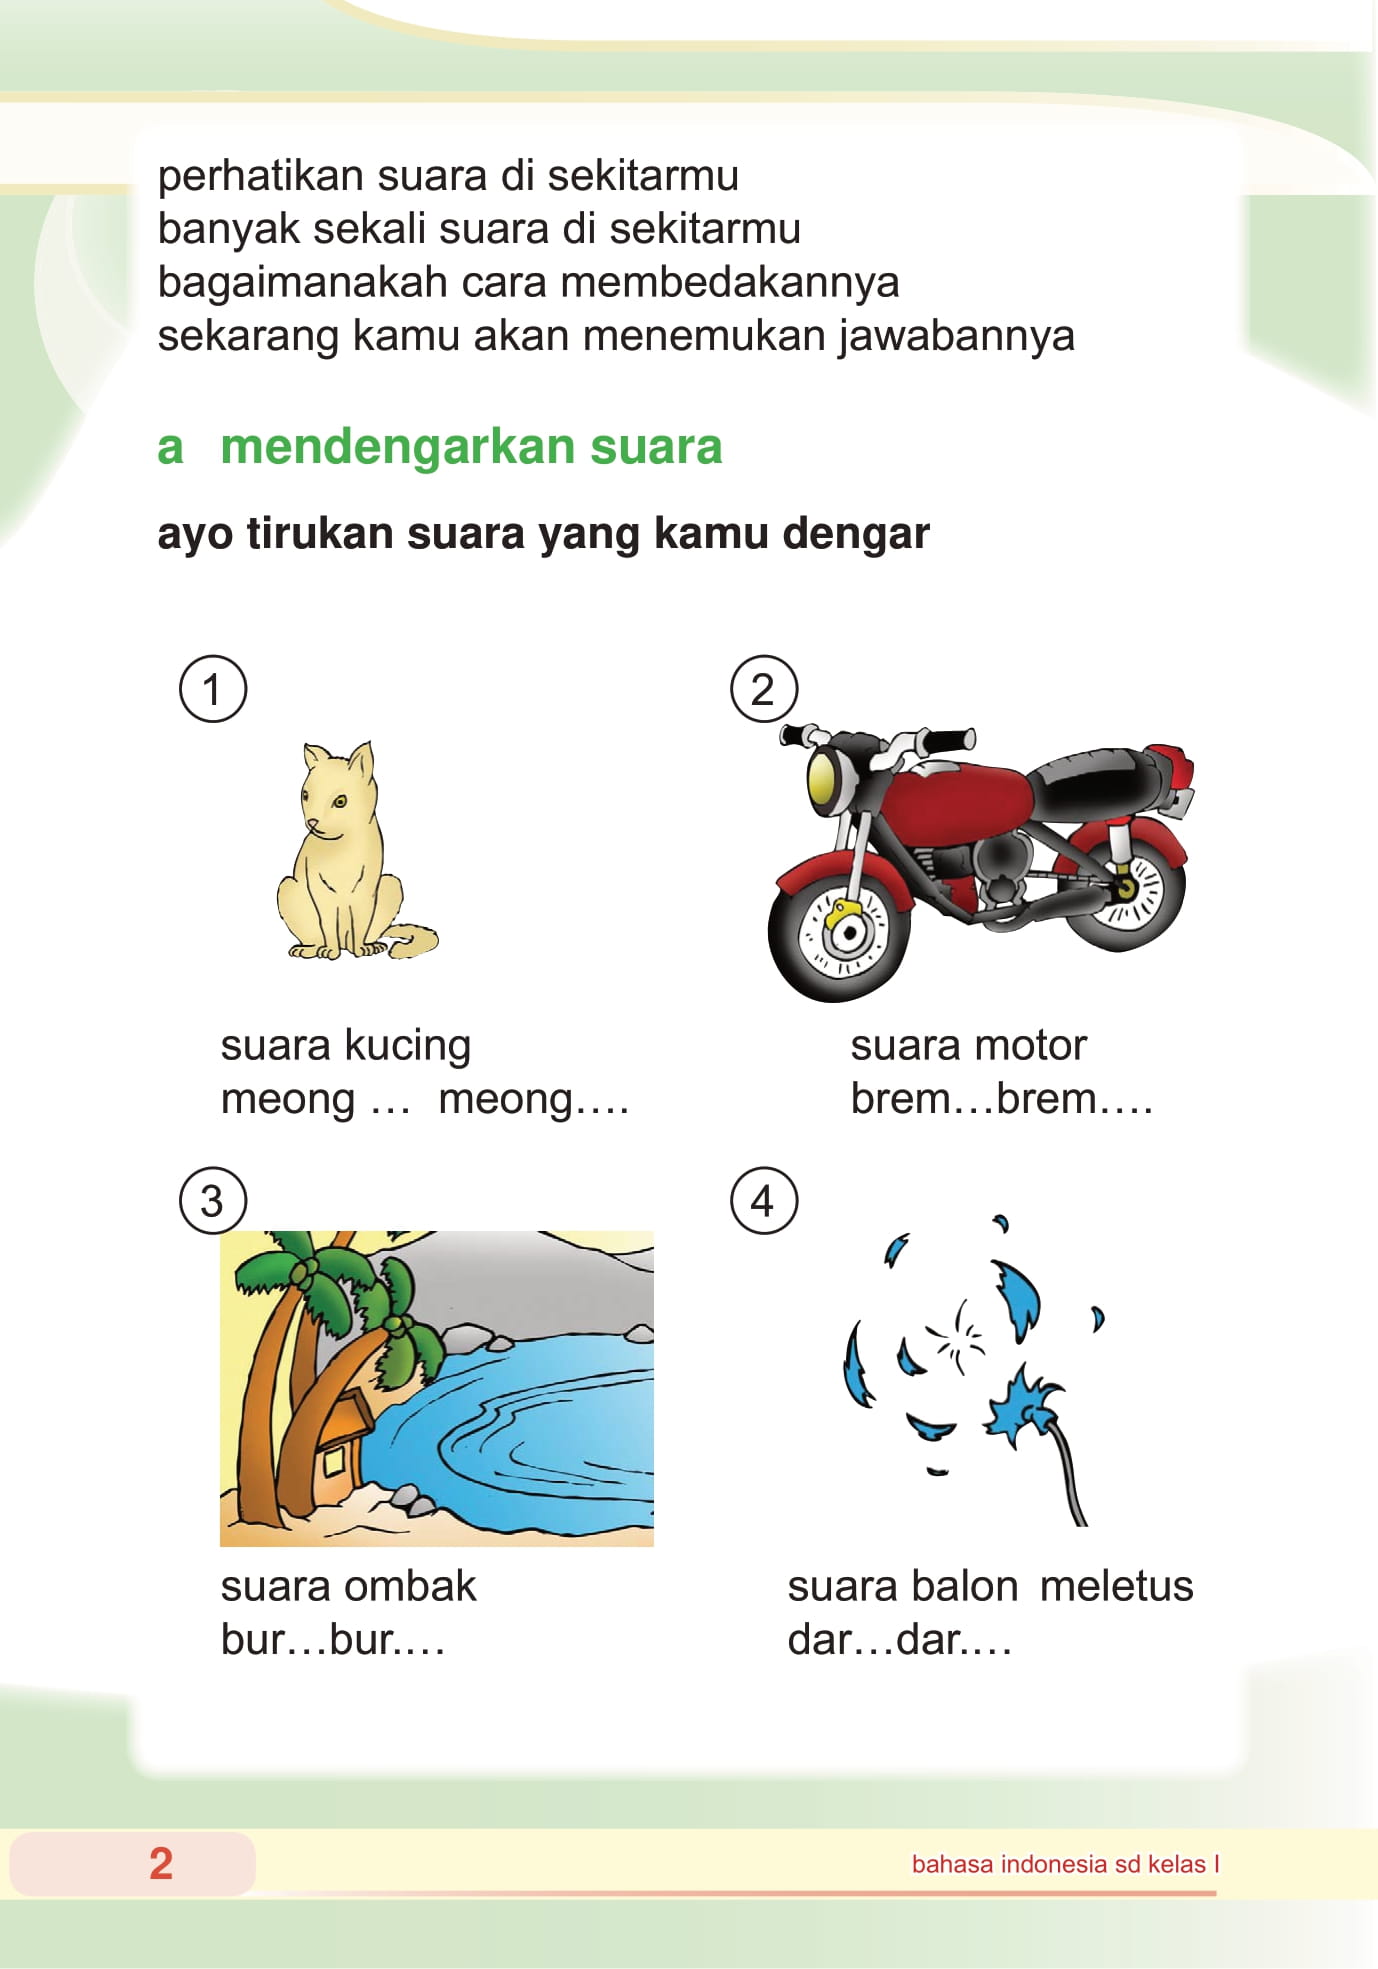 perhatikan suara di sekitarmu
banyak sekali suara di sekitarmu
bagaimanakah cara membedakannya
sekarang kamu akan menemukan jawabannya
a mendengarkan suara
ayo tirukan suara yang kamu dengar
1
suara kucing
meong … meong….
2
suara motor
brem…brem….
3
suara ombak
bur…bur….
4
suara balon meletus
dar…dar….
2
bahasa indonesia sd kelas I